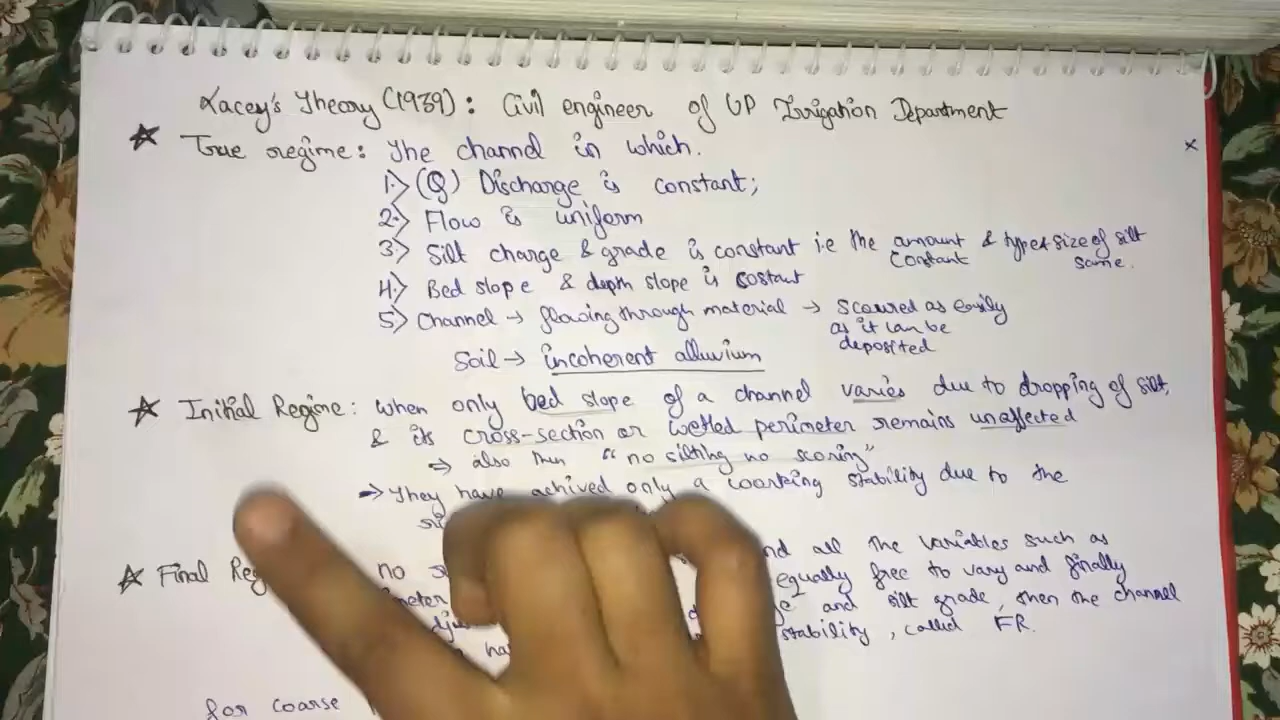 Lacey's Theory (1939): Civil engineer of UP Irrigation Department
True regime: The channel in which.
1.> (Q) Discharge is constant;
2.> Flow is uniform
3> Silt charge & grade is constant i.e the amount & type & size of silt
constant same.
4.> Bed slope & depth slope is costant
5> Channel → flowing through material → scoured as easily
as it can be
deposited
Soil → incoherent alluvium
Initial Regime: when only bed slope of a channel varies due to dropping of silt,
& its cross-section or wetted perimeter remains unaffected
⇒ also then "no silting no scoring"
→ They have achived only a working stability due to the
Final
no all the variables such as
equally free to vary and finally
and silt grade, then the channel
stability, called FR.
for coarse